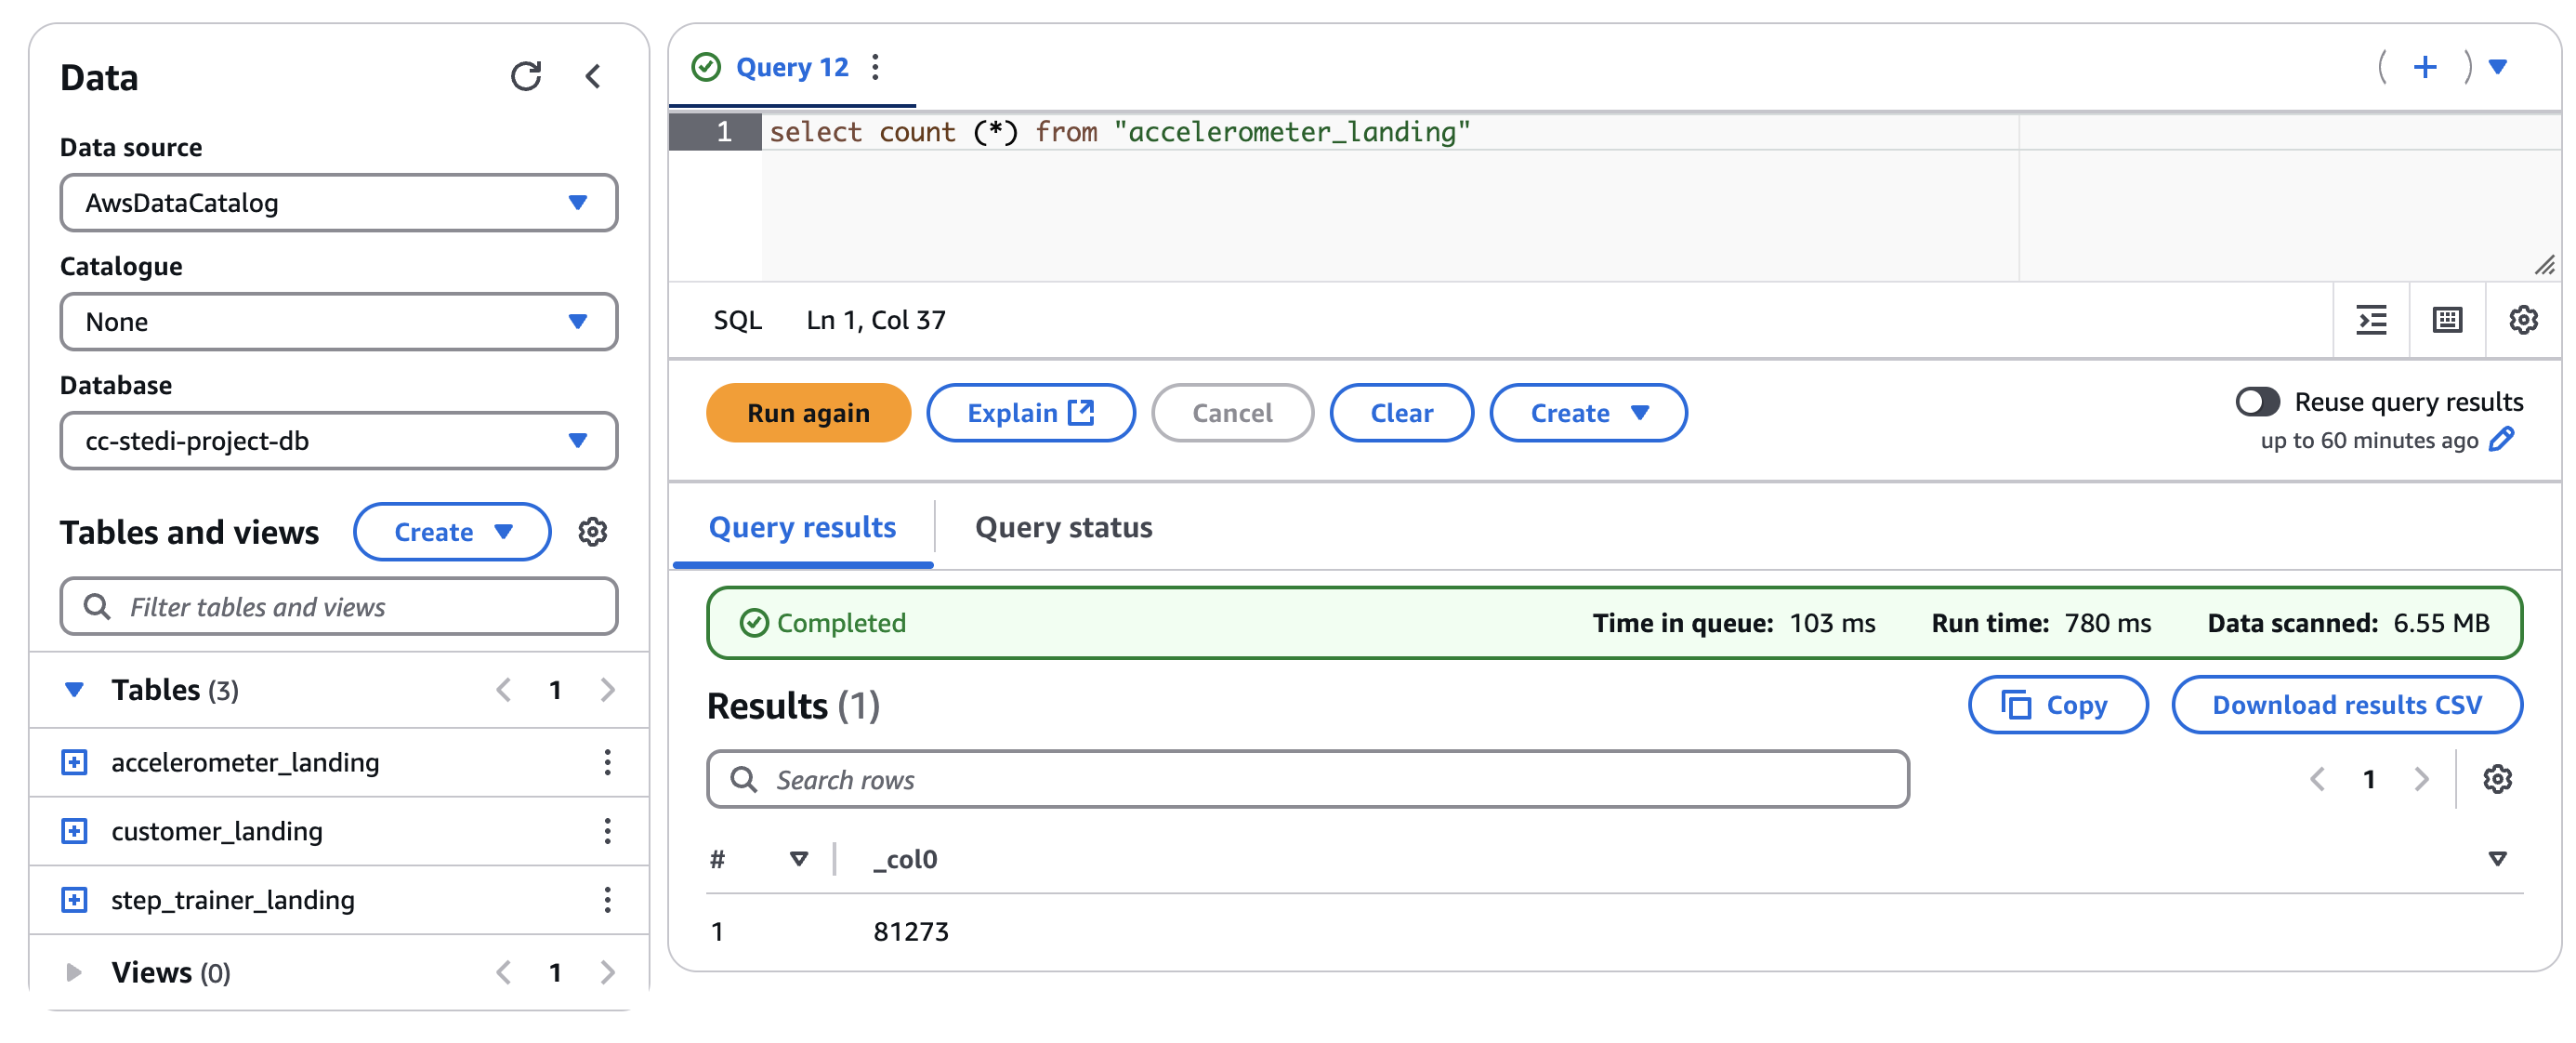 Data
Data source
AwsDataCatalog
Catalogue
None
Database
cc-stedi-project-db
Tables and views
Create
Filter tables and views
Tables (3)
1
accelerometer_landing
customer_landing
step_trainer_landing
Views (0)
1
Query 12
1 select count (*) from "accelerometer_landing"
SQL Ln 1, Col 37
Run again
Explain
Cancel
Clear
Create
Reuse query results
up to 60 minutes ago
Query results
Query status
Completed
Time in queue: 103 ms
Run time: 780 ms
Data scanned: 6.55 MB
Results (1)
Copy
Download results CSV
Search rows
1
# _col0
1 81273